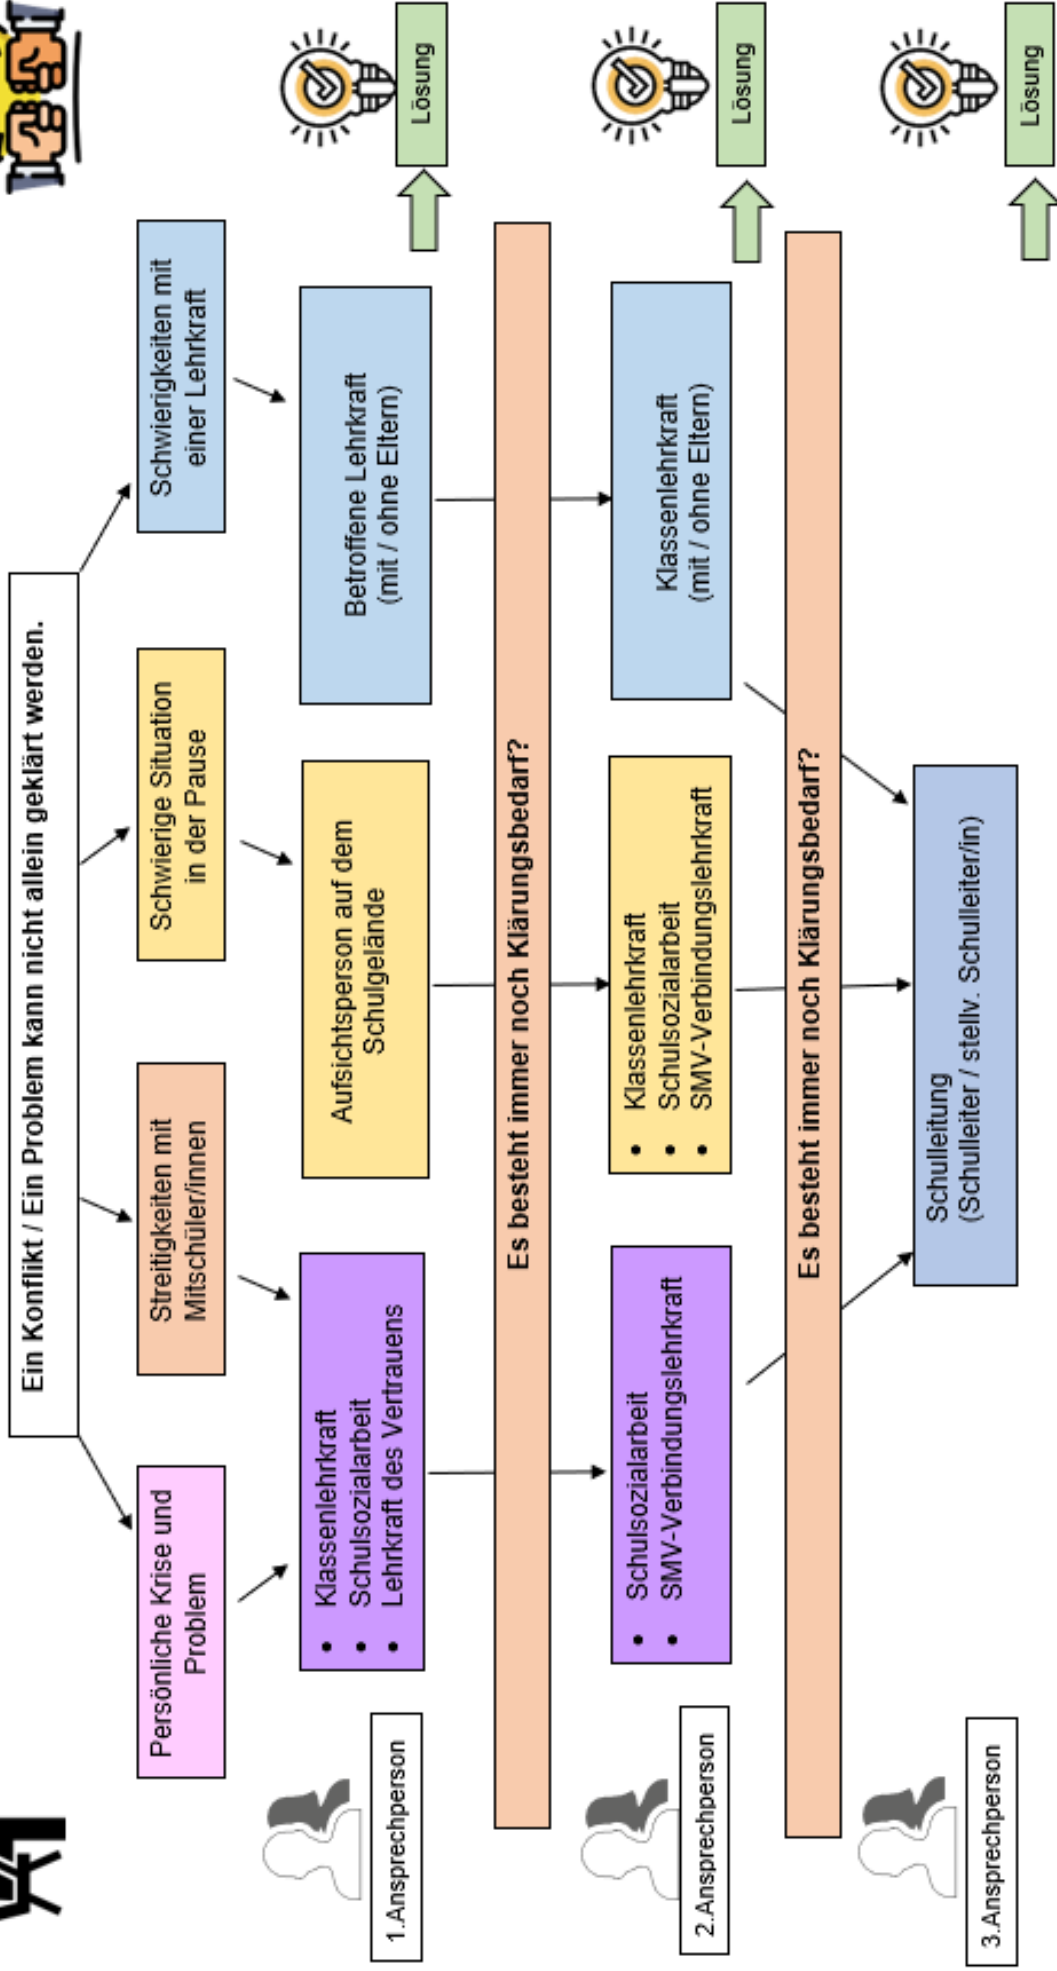 Ein Konflikt / Ein Problem kann nicht allein geklärt werden.
Persönliche Krise und
Problem
Streitigkeiten mit
Mitschüler/innen
Schwierige Situation
in der Pause
Schwierigkeiten mit
einer Lehrkraft
1.Ansprechperson
• Klassenlehrkraft
• Schulsozialarbeit
• Lehrkraft des Vertrauens
Aufsichtsperson auf dem
Schulgelände
Betroffene Lehrkraft
(mit / ohne Eltern)
Lösung
Es besteht immer noch Klärungsbedarf?
2.Ansprechperson
• Schulsozialarbeit
• SMV-Verbindungslehrkraft
• Klassenlehrkraft
• Schulsozialarbeit
• SMV-Verbindungslehrkraft
Klassenlehrkraft
(mit / ohne Eltern)
Lösung
Es besteht immer noch Klärungsbedarf?
3.Ansprechperson
Schulleitung
(Schulleiter / stellv. Schulleiter/in)
Lösung